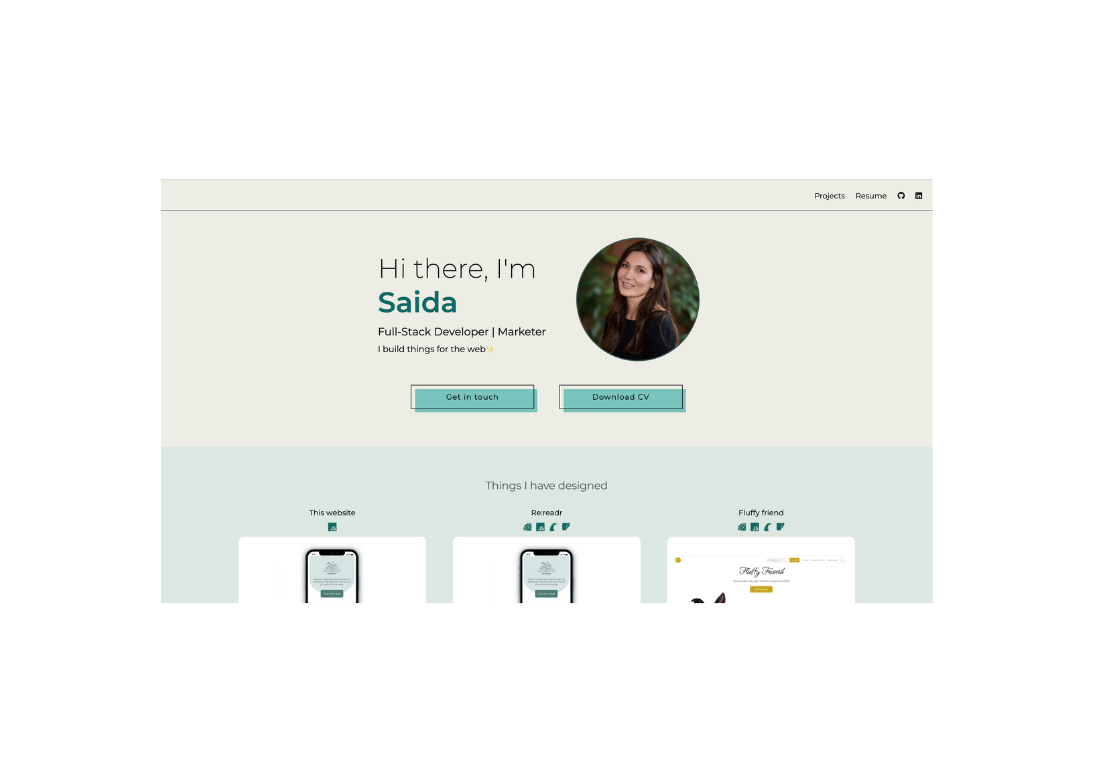 Projects Resume
Hi there, I'm
Saida
Full-Stack Developer | Marketer
I build things for the web✨
Get in touch
Download CV
Things I have designed
This website
Re:readr
Fluffy friend
JS
JS
JS
Fluffy Friend